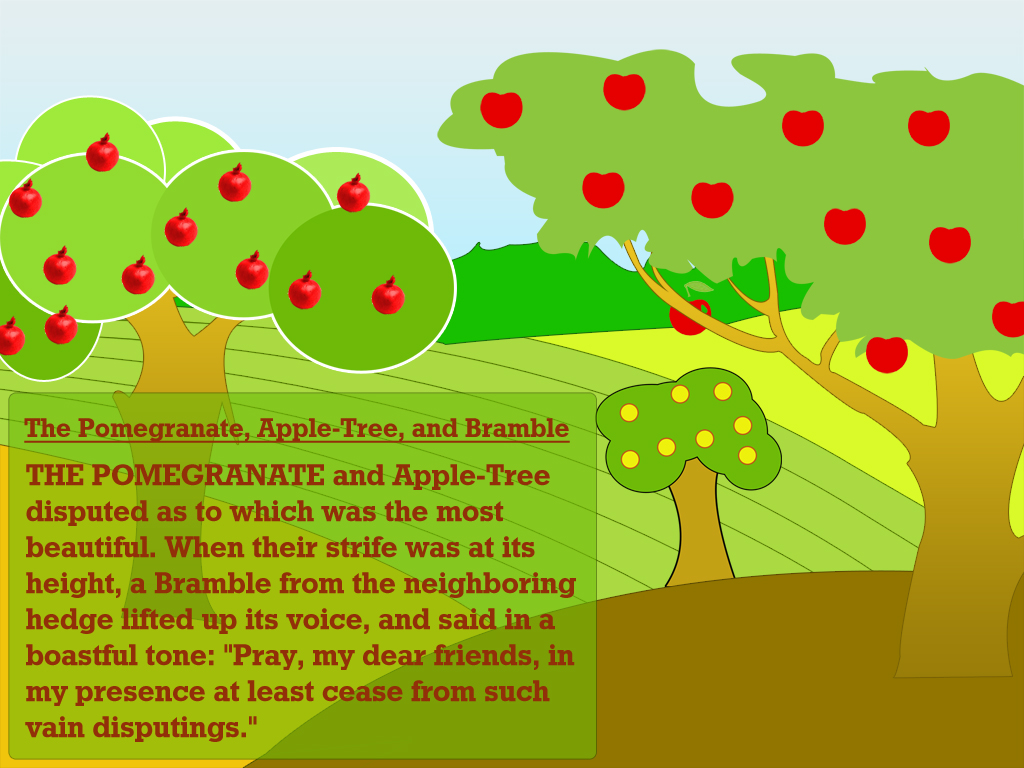 The Pomegranate, Apple-Tree, and Bramble
THE POMEGRANATE and Apple-Tree
disputed as to which was the most
beautiful. When their strife was at its
height, a Bramble from the neighboring
hedge lifted up its voice, and said in a
boastful tone: "Pray, my dear friends, in
my presence at least cease from such
vain disputings."